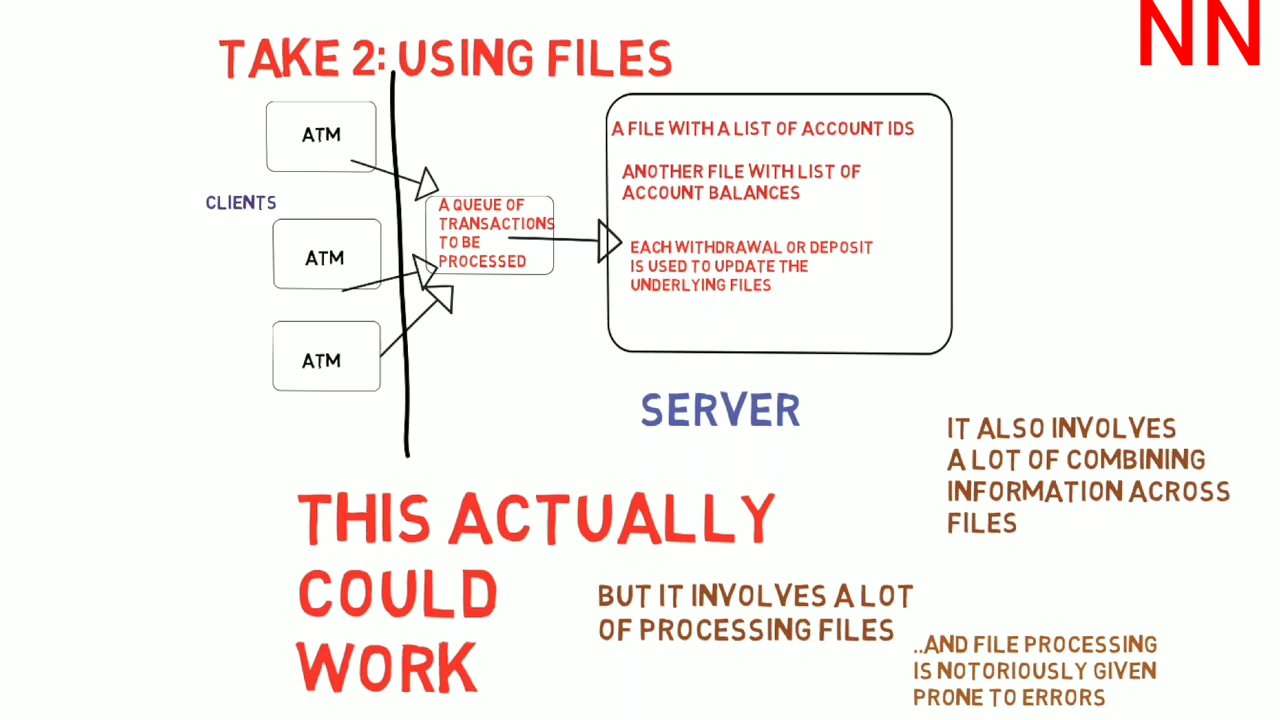 NN
TAKE 2: USING FILES
ATM
CLIENTS
ATM
ATM
A QUEUE OF
TRANSACTIONS
TO BE
PROCESSED
A FILE WITH A LIST OF ACCOUNT IDS
ANOTHER FILE WITH LIST OF
ACCOUNT BALANCES
EACH WITHDRAWAL OR DEPOSIT
IS USED TO UPDATE THE
UNDERLYING FILES
SERVER
THIS ACTUALLY
COULD
WORK
IT ALSO INVOLVES
A LOT OF COMBINING
INFORMATION ACROSS
FILES
BUT IT INVOLVES A LOT
OF PROCESSING FILES
..AND FILE PROCESSING
IS NOTORIOUSLY GIVEN
PRONE TO ERRORS